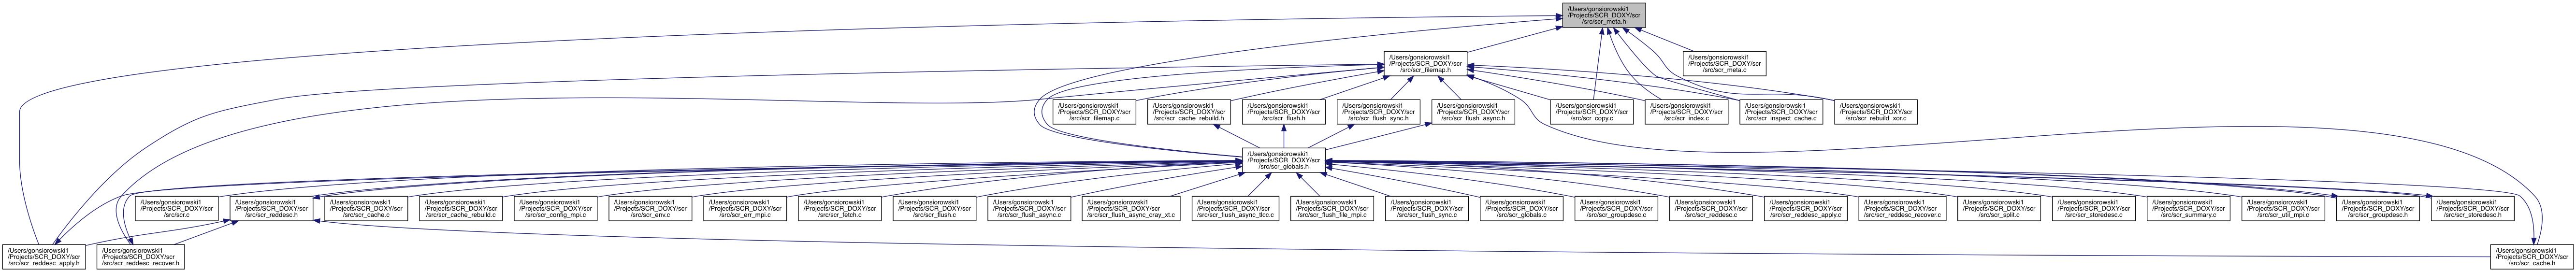 /Users/gonsiorowski1
/Projects/SCR_DOXY/scr
/src/scr_meta.h
/Users/gonsiorowski1
/Projects/SCR_DOXY/scr
/src/scr_filemap.h
/Users/gonsiorowski1
/Projects/SCR_DOXY/scr
/src/scr_meta.c
/Users/gonsiorowski1
/Projects/SCR_DOXY/scr
/src/scr_filemap.c
/Users/gonsiorowski1
/Projects/SCR_DOXY/scr
/src/scr_cache_rebuild.h
/Users/gonsiorowski1
/Projects/SCR_DOXY/scr
/src/scr_flush.h
/Users/gonsiorowski1
/Projects/SCR_DOXY/scr
/src/scr_flush_sync.h
/Users/gonsiorowski1
/Projects/SCR_DOXY/scr
/src/scr_flush_async.h
/Users/gonsiorowski1
/Projects/SCR_DOXY/scr
/src/scr_copy.c
/Users/gonsiorowski1
/Projects/SCR_DOXY/scr
/src/scr_index.c
/Users/gonsiorowski1
/Projects/SCR_DOXY/scr
/src/scr_inspect_cache.c
/Users/gonsiorowski1
/Projects/SCR_DOXY/scr
/src/scr_rebuild_xor.c
/Users/gonsiorowski1
/Projects/SCR_DOXY/scr
/src/scr_globals.h
/Users/gonsiorowski1
/Projects/SCR_DOXY/scr
/src/scr.c
/Users/gonsiorowski1
/Projects/SCR_DOXY/scr
/src/scr_reddesc.h
/Users/gonsiorowski1
/Projects/SCR_DOXY/scr
/src/scr_cache.c
/Users/gonsiorowski1
/Projects/SCR_DOXY/scr
/src/scr_cache_rebuild.c
/Users/gonsiorowski1
/Projects/SCR_DOXY/scr
/src/scr_config_mpi.c
/Users/gonsiorowski1
/Projects/SCR_DOXY/scr
/src/scr_env.c
/Users/gonsiorowski1
/Projects/SCR_DOXY/scr
/src/scr_err_mpi.c
/Users/gonsiorowski1
/Projects/SCR_DOXY/scr
/src/scr_fetch.c
/Users/gonsiorowski1
/Projects/SCR_DOXY/scr
/src/scr_flush.c
/Users/gonsiorowski1
/Projects/SCR_DOXY/scr
/src/scr_flush_async.c
/Users/gonsiorowski1
/Projects/SCR_DOXY/scr
/src/scr_flush_async_cray_xt.c
/Users/gonsiorowski1
/Projects/SCR_DOXY/scr
/src/scr_flush_async_tlcc.c
/Users/gonsiorowski1
/Projects/SCR_DOXY/scr
/src/scr_flush_file_mpi.c
/Users/gonsiorowski1
/Projects/SCR_DOXY/scr
/src/scr_flush_sync.c
/Users/gonsiorowski1
/Projects/SCR_DOXY/scr
/src/scr_globals.c
/Users/gonsiorowski1
/Projects/SCR_DOXY/scr
/src/scr_groupdesc.c
/Users/gonsiorowski1
/Projects/SCR_DOXY/scr
/src/scr_reddesc.c
/Users/gonsiorowski1
/Projects/SCR_DOXY/scr
/src/scr_reddesc_apply.c
/Users/gonsiorowski1
/Projects/SCR_DOXY/scr
/src/scr_reddesc_recover.c
/Users/gonsiorowski1
/Projects/SCR_DOXY/scr
/src/scr_split.c
/Users/gonsiorowski1
/Projects/SCR_DOXY/scr
/src/scr_storedesc.c
/Users/gonsiorowski1
/Projects/SCR_DOXY/scr
/src/scr_summary.c
/Users/gonsiorowski1
/Projects/SCR_DOXY/scr
/src/scr_util_mpi.c
/Users/gonsiorowski1
/Projects/SCR_DOXY/scr
/src/scr_groupdesc.h
/Users/gonsiorowski1
/Projects/SCR_DOXY/scr
/src/scr_storedesc.h
/Users/gonsiorowski1
/Projects/SCR_DOXY/scr
/src/scr_reddesc_apply.h
/Users/gonsiorowski1
/Projects/SCR_DOXY/scr
/src/scr_reddesc_recover.h
/Users/gonsiorowski1
/Projects/SCR_DOXY/scr
/src/scr_cache.h